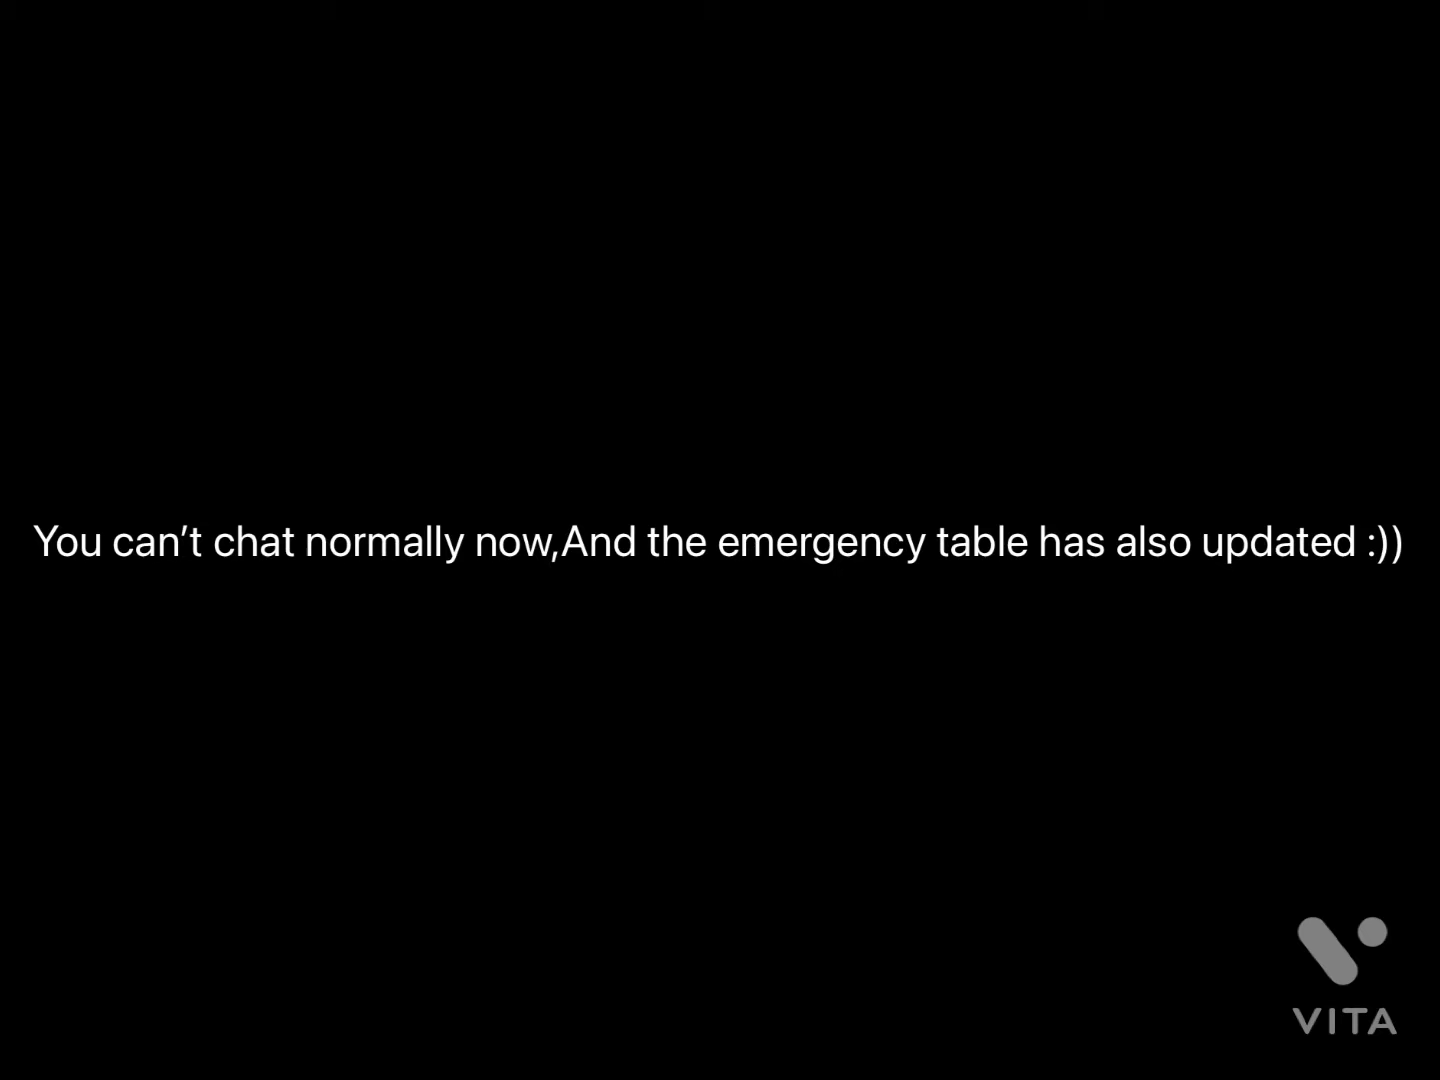 You can’t chat normally now,And the emergency table has also updated :))
VITA